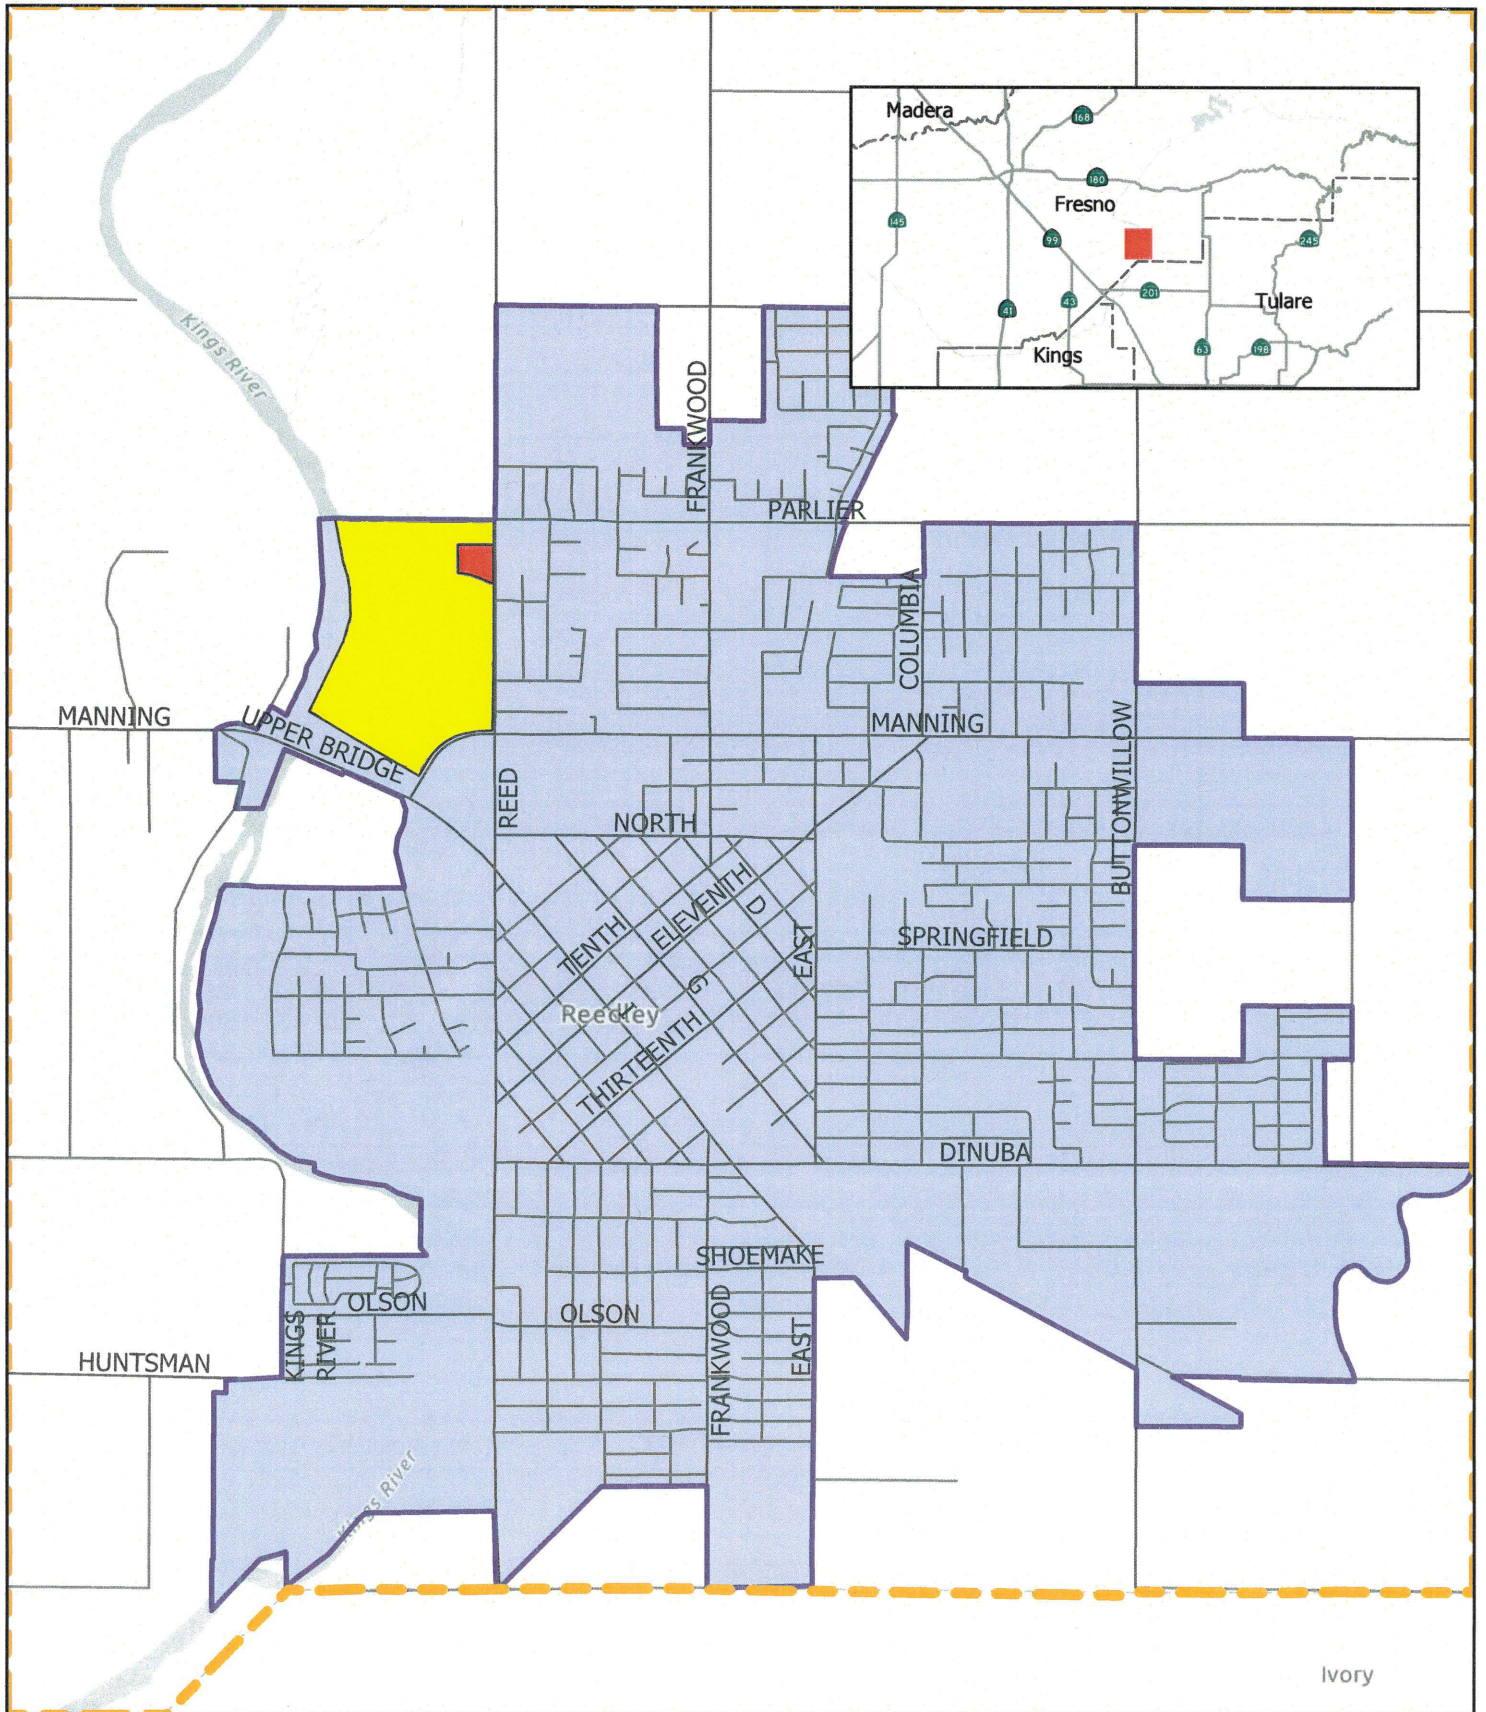 Madera
168
180
Fresno
145
99
245
43
201
41
Tulare
Kings
63
198
Kings River
FRANKWOOD
PARLIER
COLUMBIA
MANNING
UPPER BRIDGE
MANNING
BUTTONWILLOW
REED
NORTH
ELEVENTH
D
TENTH
EAST
SPRINGFIELD
G
I
Reedley
THIRTEENTH
DINUBA
SHOEMAKE
OLSON
OLSON
KINGS
RIVER
FRANKWOOD
EAST
HUNTSMAN
Kings River
Ivory